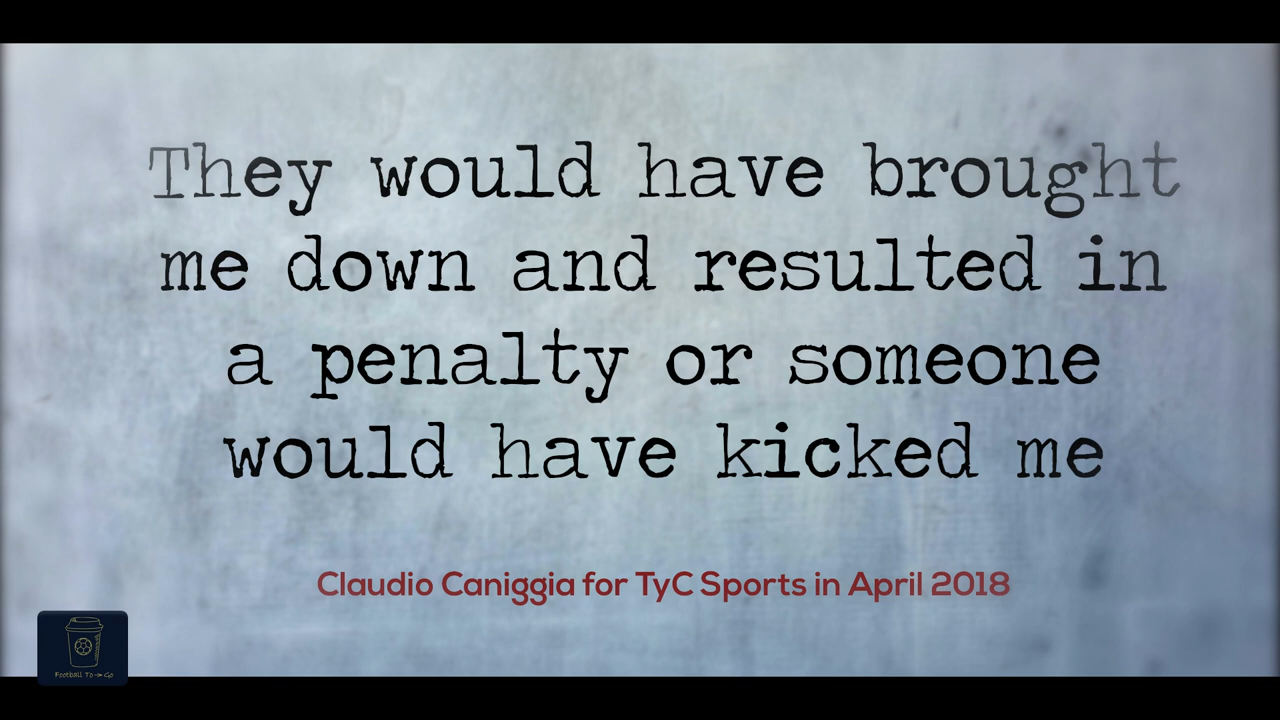 They would have brought
me down and resulted in
a penalty or someone
would have kicked me
Claudio Caniggia for TyC Sports in April 2018
Football To→Go